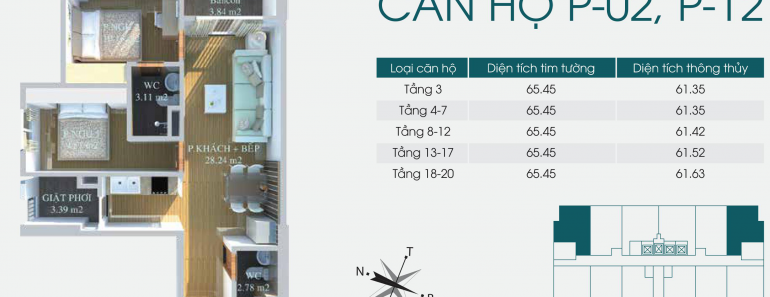 CĂN HỘ P-02, P-12
Loại căn hộ Diện tích tim tường Diện tích thông thủy
Tầng 3 65.45 61.35
Tầng 4-7 65.45 61.35
Tầng 8-12 65.45 61.42
Tầng 13-17 65.45 61.52
Tầng 18-20 65.45 61.63
Bancon
3.84 m2
P.NGỦ
WC
3.11 m2
P.NGỦ 1
P.KHÁCH + BẾP
28.24 m2
GIẶT PHƠI
3.39 m2
WC
2.78 m2
T
N